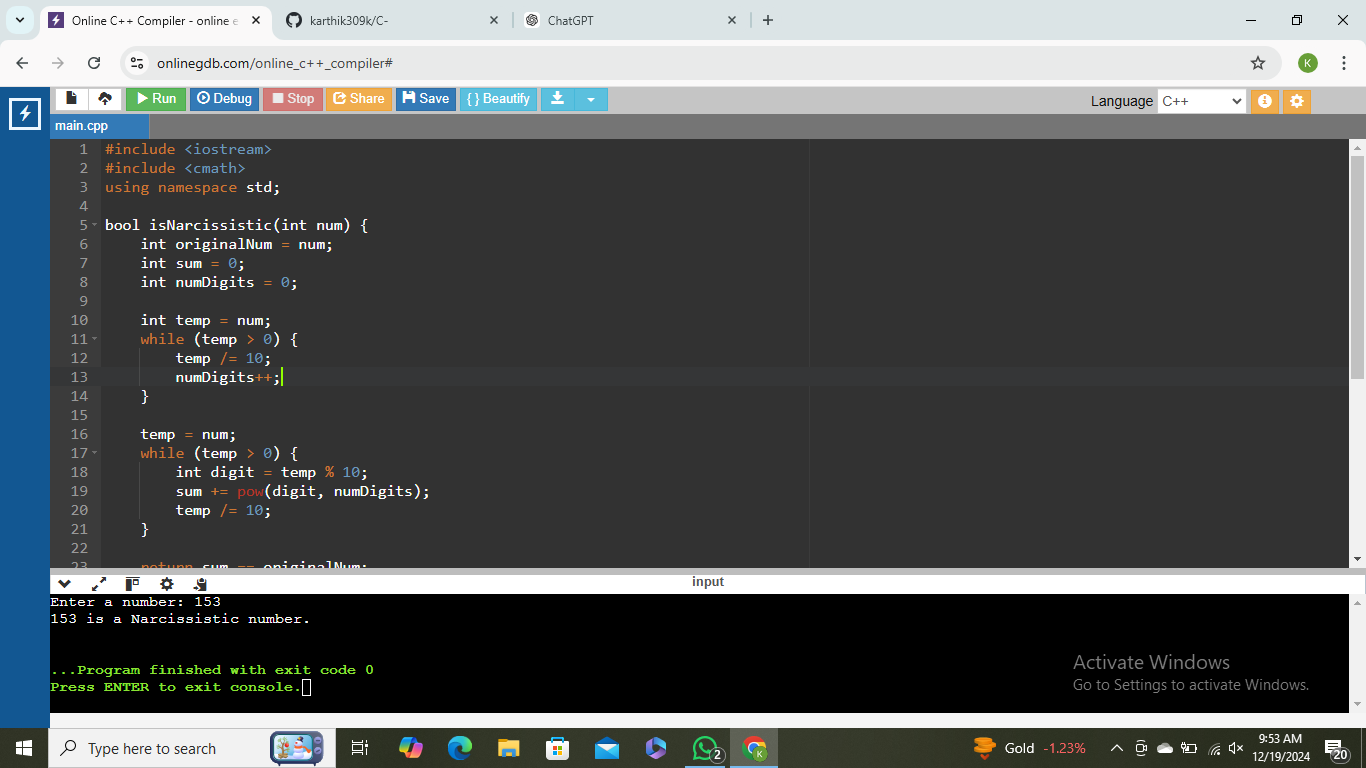 Online C++ Compiler - online e
karthik309k/C-
ChatGPT
onlinegdb.com/online_c++_compiler#
K
Run Debug Stop Share Save { } Beautify
Language C++
main.cpp
1 #include <iostream>
2 #include <cmath>
3 using namespace std;
4
5 bool isNarcissistic(int num) {
6 int originalNum = num;
7 int sum = 0;
8 int numDigits = 0;
9
10 int temp = num;
11 while (temp > 0) {
12 temp /= 10;
13 numDigits++;
14 }
15
16 temp = num;
17 while (temp > 0) {
18 int digit = temp % 10;
19 sum += pow(digit, numDigits);
20 temp /= 10;
21 }
22
23 return sum == originalNum;
input
Enter a number: 153
153 is a Narcissistic number.
...Program finished with exit code 0
Press ENTER to exit console.
Activate Windows
Go to Settings to activate Windows.
Type here to search
2
K
Gold -1.23%
9:53 AM
12/19/2024
20